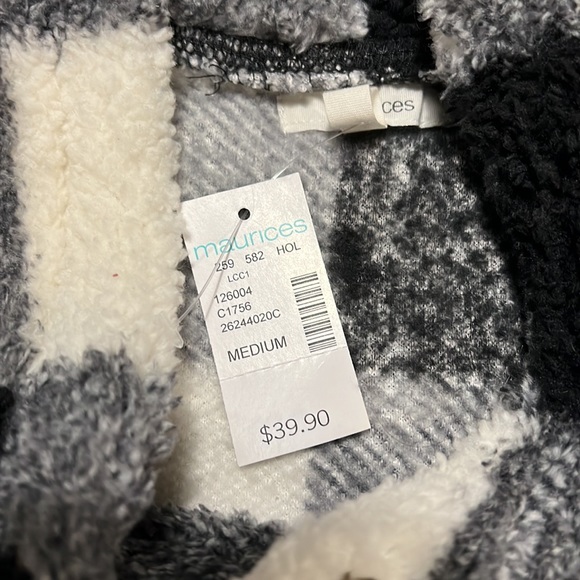 ces
maurices
259 582 HOL
LCC1
126004
C1756
26244020C
MEDIUM
$39.90